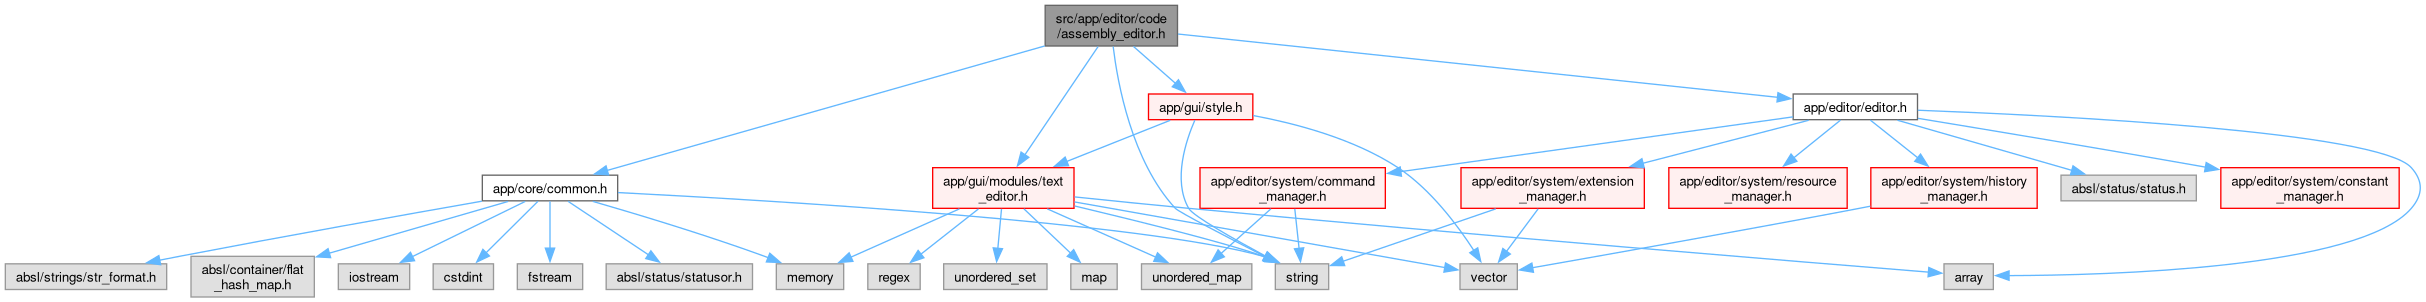 src/app/editor/code
/assembly_editor.h
app/gui/style.h
app/editor/editor.h
app/core/common.h
app/gui/modules/text
_editor.h
app/editor/system/command
_manager.h
app/editor/system/extension
_manager.h
app/editor/system/resource
_manager.h
app/editor/system/history
_manager.h
absl/status/status.h
app/editor/system/constant
_manager.h
absl/strings/str_format.h
absl/container/flat
_hash_map.h
iostream
cstdint
fstream
absl/status/statusor.h
memory
regex
unordered_set
map
unordered_map
string
vector
array